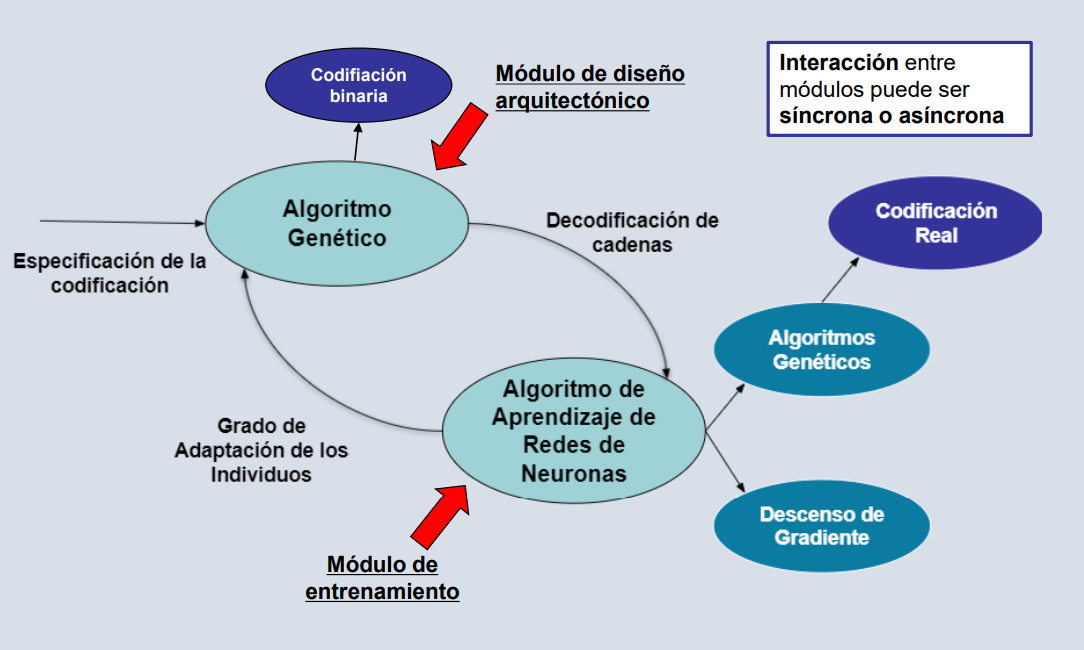 Codifiación
binaria
Módulo de diseño
arquitectónico
Interacción entre
módulos puede ser
síncrona o asíncrona
Algoritmo
Genético
Decodificación de
cadenas
Codificación
Real
Especificación de la
codificación
Algoritmos
Genéticos
Algoritmo de
Aprendizaje de
Redes de
Neuronas
Grado de
Adaptación de los
Individuos
Descenso de
Gradiente
Módulo de
entrenamiento